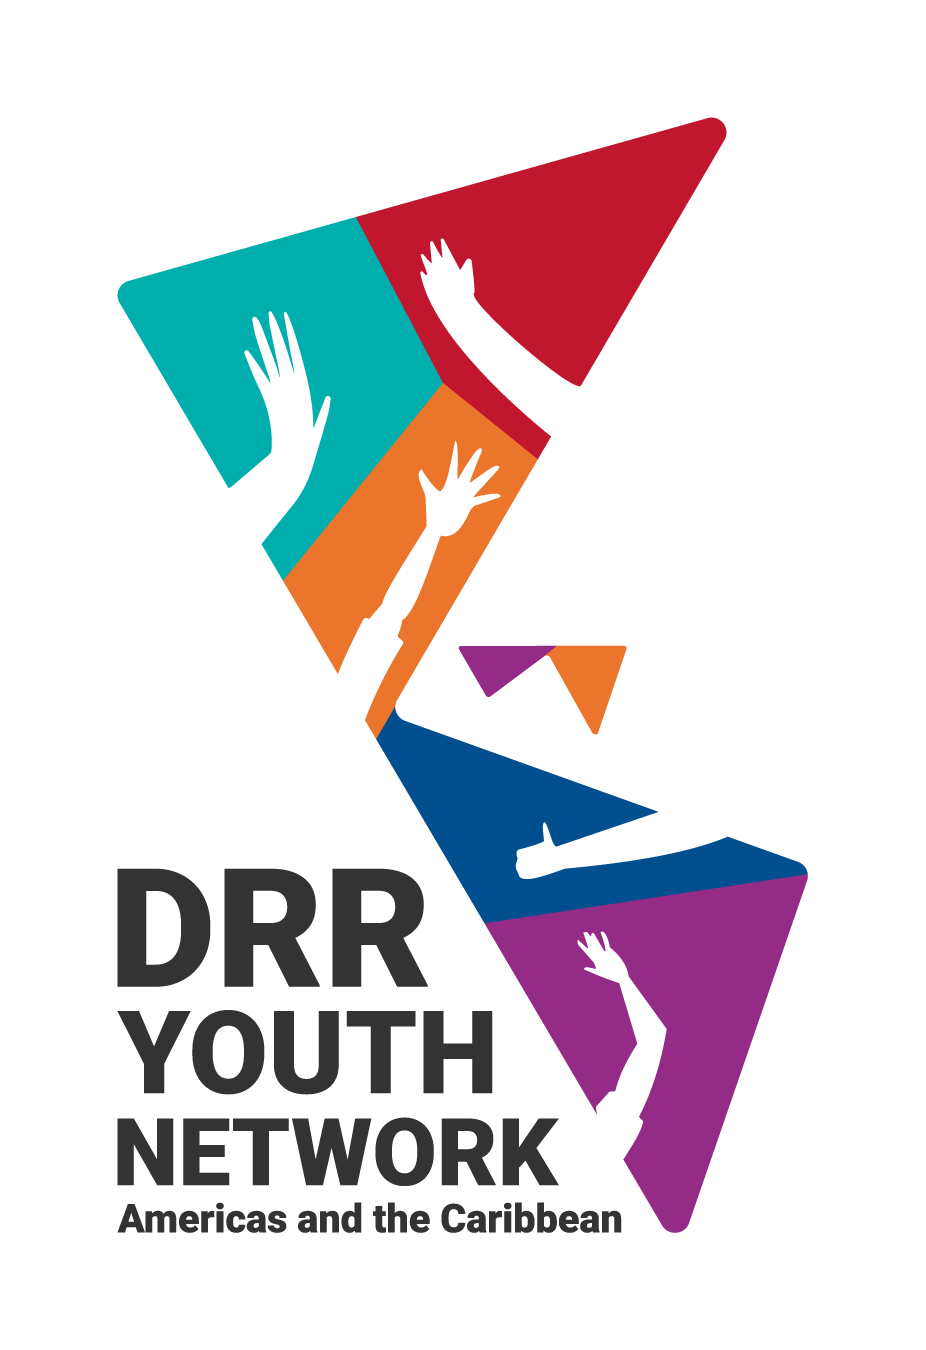 DRR
YOUTH
NETWORK
Americas and the Caribbean